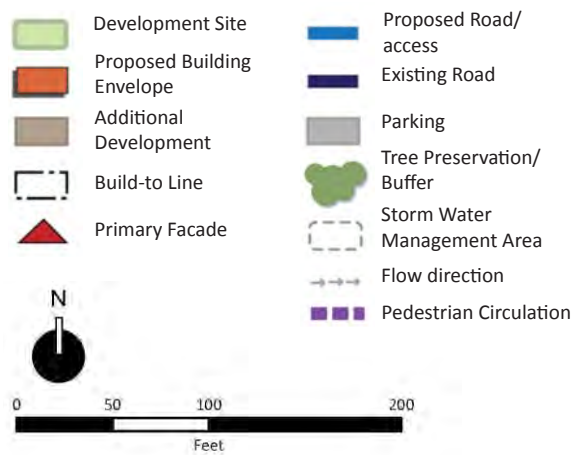 Development Site
Proposed Building
Envelope
Additional
Development
Build-to Line
Primary Facade
Proposed Road/
access
Existing Road
Parking
Tree Preservation/
Buffer
Storm Water
Management Area
Flow direction
Pedestrian Circulation
N
0 50 100 200
Feet